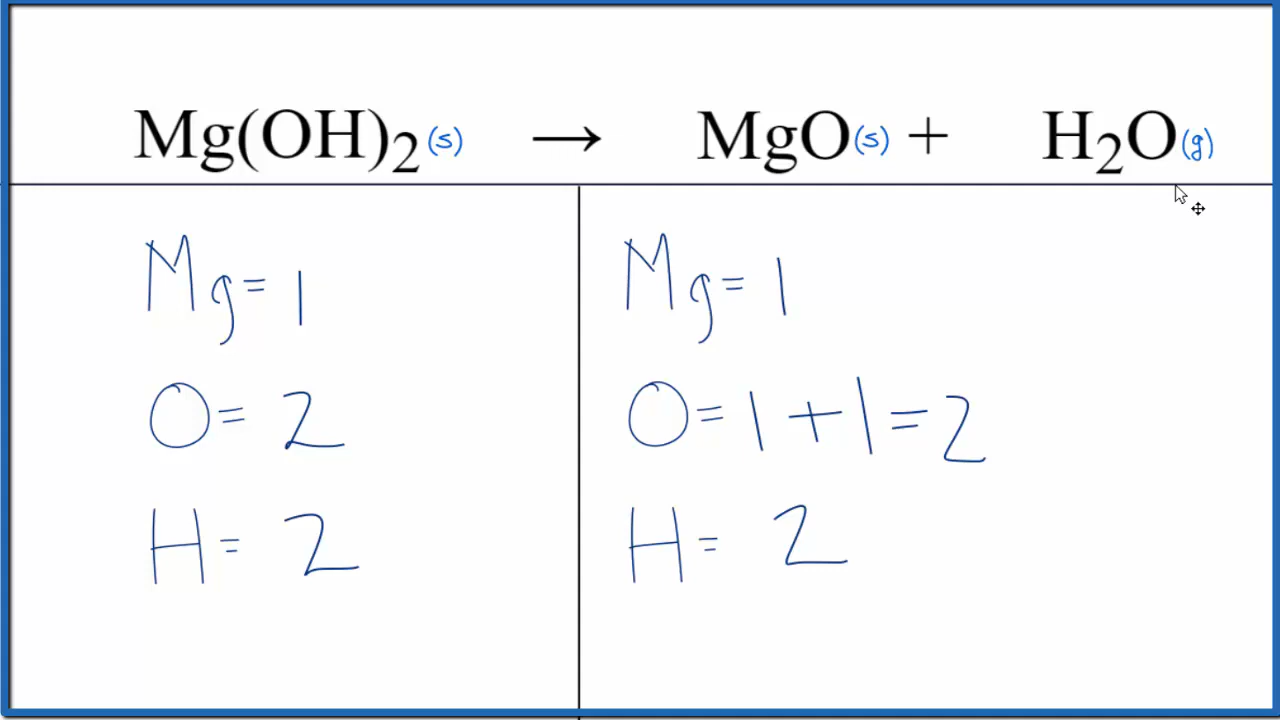 Mg(OH)₂(s) → MgO(s) + H₂O(g)
Mg = 1
O = 2
H = 2
Mg = 1
O = 1 + 1 = 2
H = 2